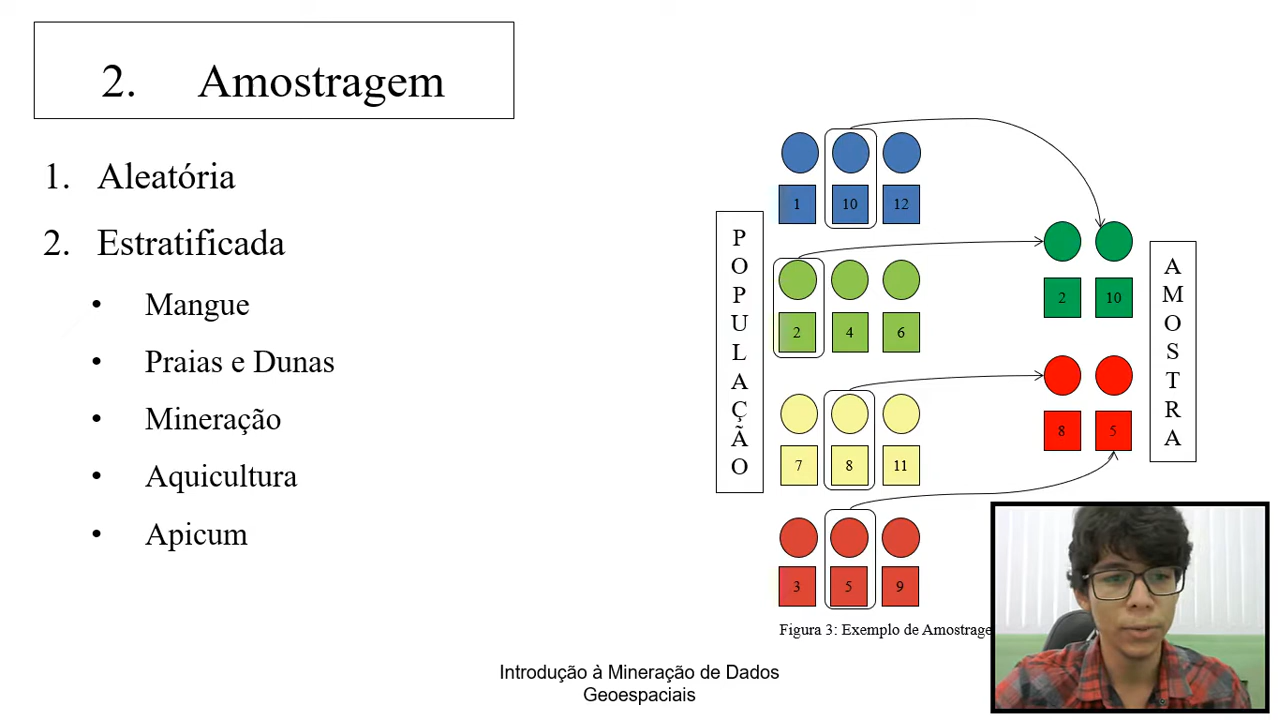 2. Amostragem
1. Aleatória
2. Estratificada
• Mangue
• Praias e Dunas
• Mineração
• Aquicultura
• Apicum
POPULAÇÃO
1 10 12
2 4 6
7 8 11
3 5 9
2 10
8 5
AMOSTRA
Figura 3: Exemplo de
Introdução à Mineração de Dados
Geoespaciais